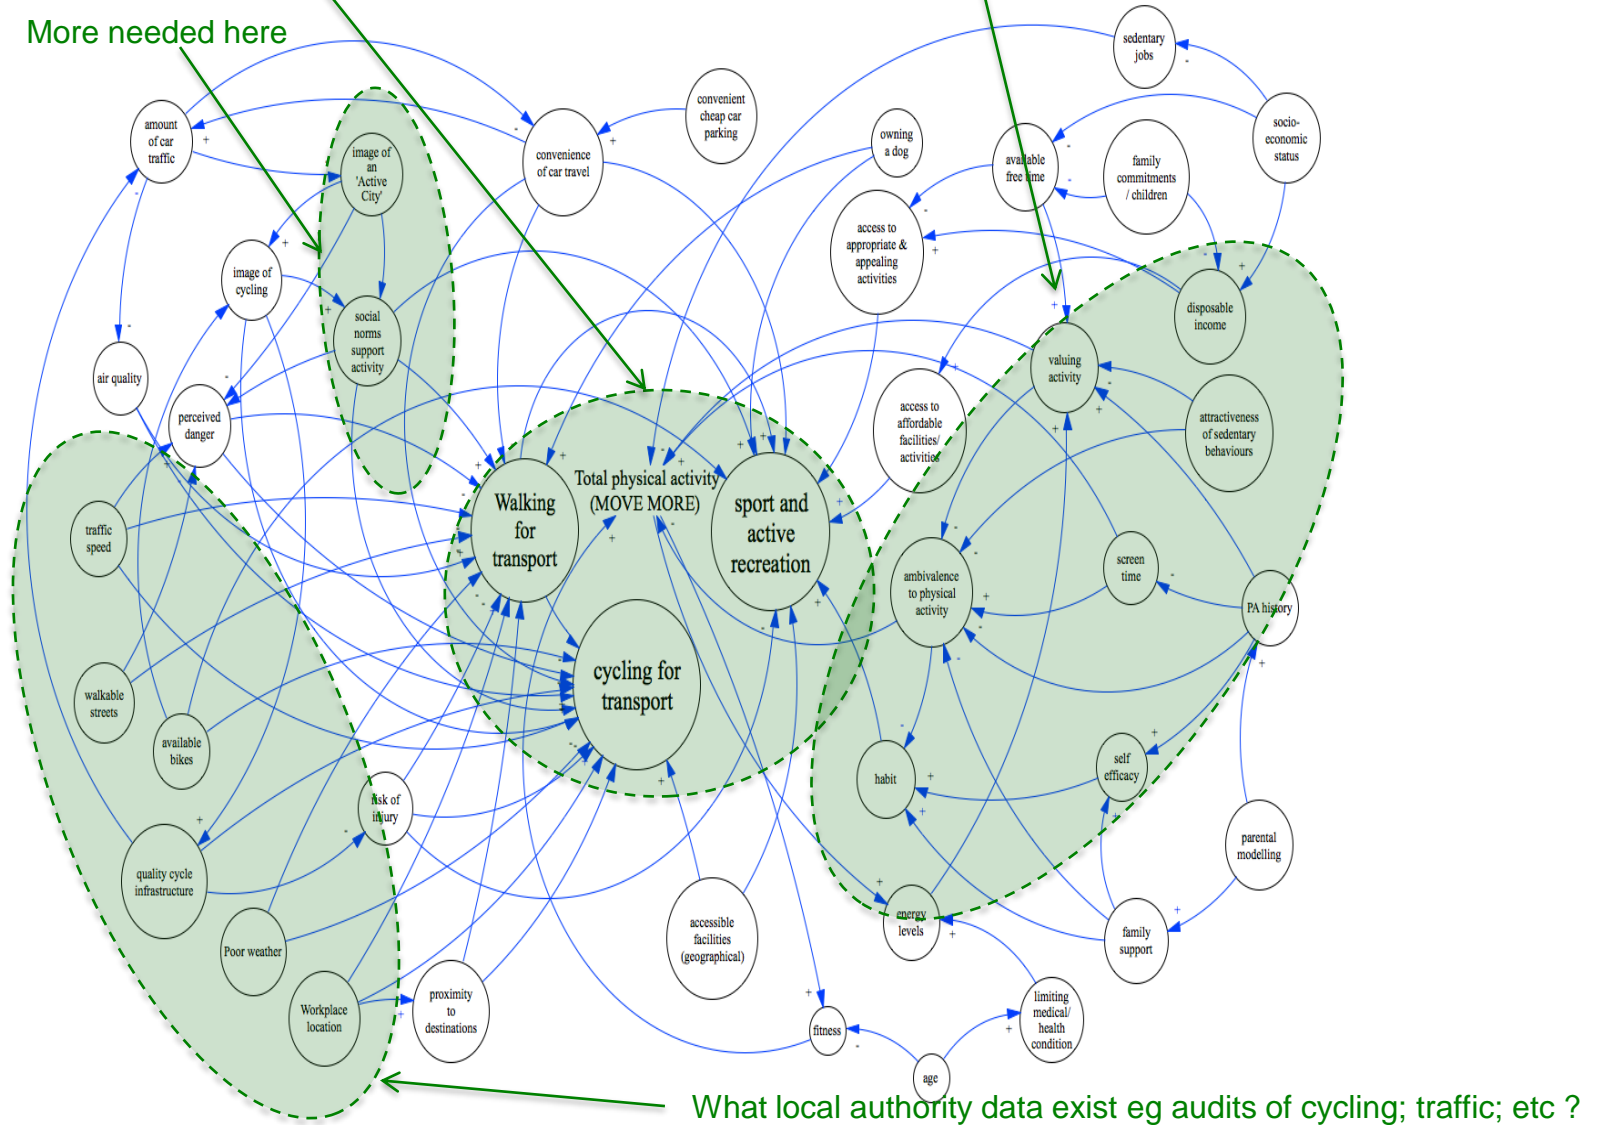 More needed here
sedentary
jobs
convenient
cheap car
parking
amount
of car
traffic
owning
a dog
socio-
economic
status
image of
an
'Active
City'
convenience
of car travel
available
free time
family
commitments
/ children
access to
appropriate &
appealing
activities
image of
cycling
social
norms
support
activity
disposable
income
valuing
activity
air quality
perceived
danger
access to
affordable
facilities/
activities
attractiveness
of sedentary
behaviours
Total physical activity
(MOVE MORE)
Walking
for
transport
sport and
active
recreation
traffic
speed
ambivalence
to physical
activity
screen
time
PA history
cycling for
transport
walkable
streets
available
bikes
habit
self
efficacy
risk of
injury
parental
modelling
quality cycle
infrastructure
Poor weather
accessible
facilities
(geographical)
energy
levels
family
support
Workplace
location
proximity
to
destinations
fitness
limiting
medical/
health
condition
age
What local authority data exist eg audits of cycling; traffic; etc ?